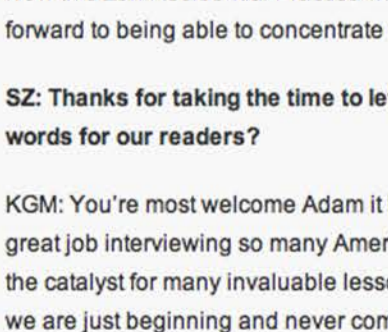 forward to being able to concentrate
SZ: Thanks for taking the time to le
words for our readers?
KGM: You're most welcome Adam it
great job interviewing so many Amer
the catalyst for many invaluable less
we are just beginning and never con